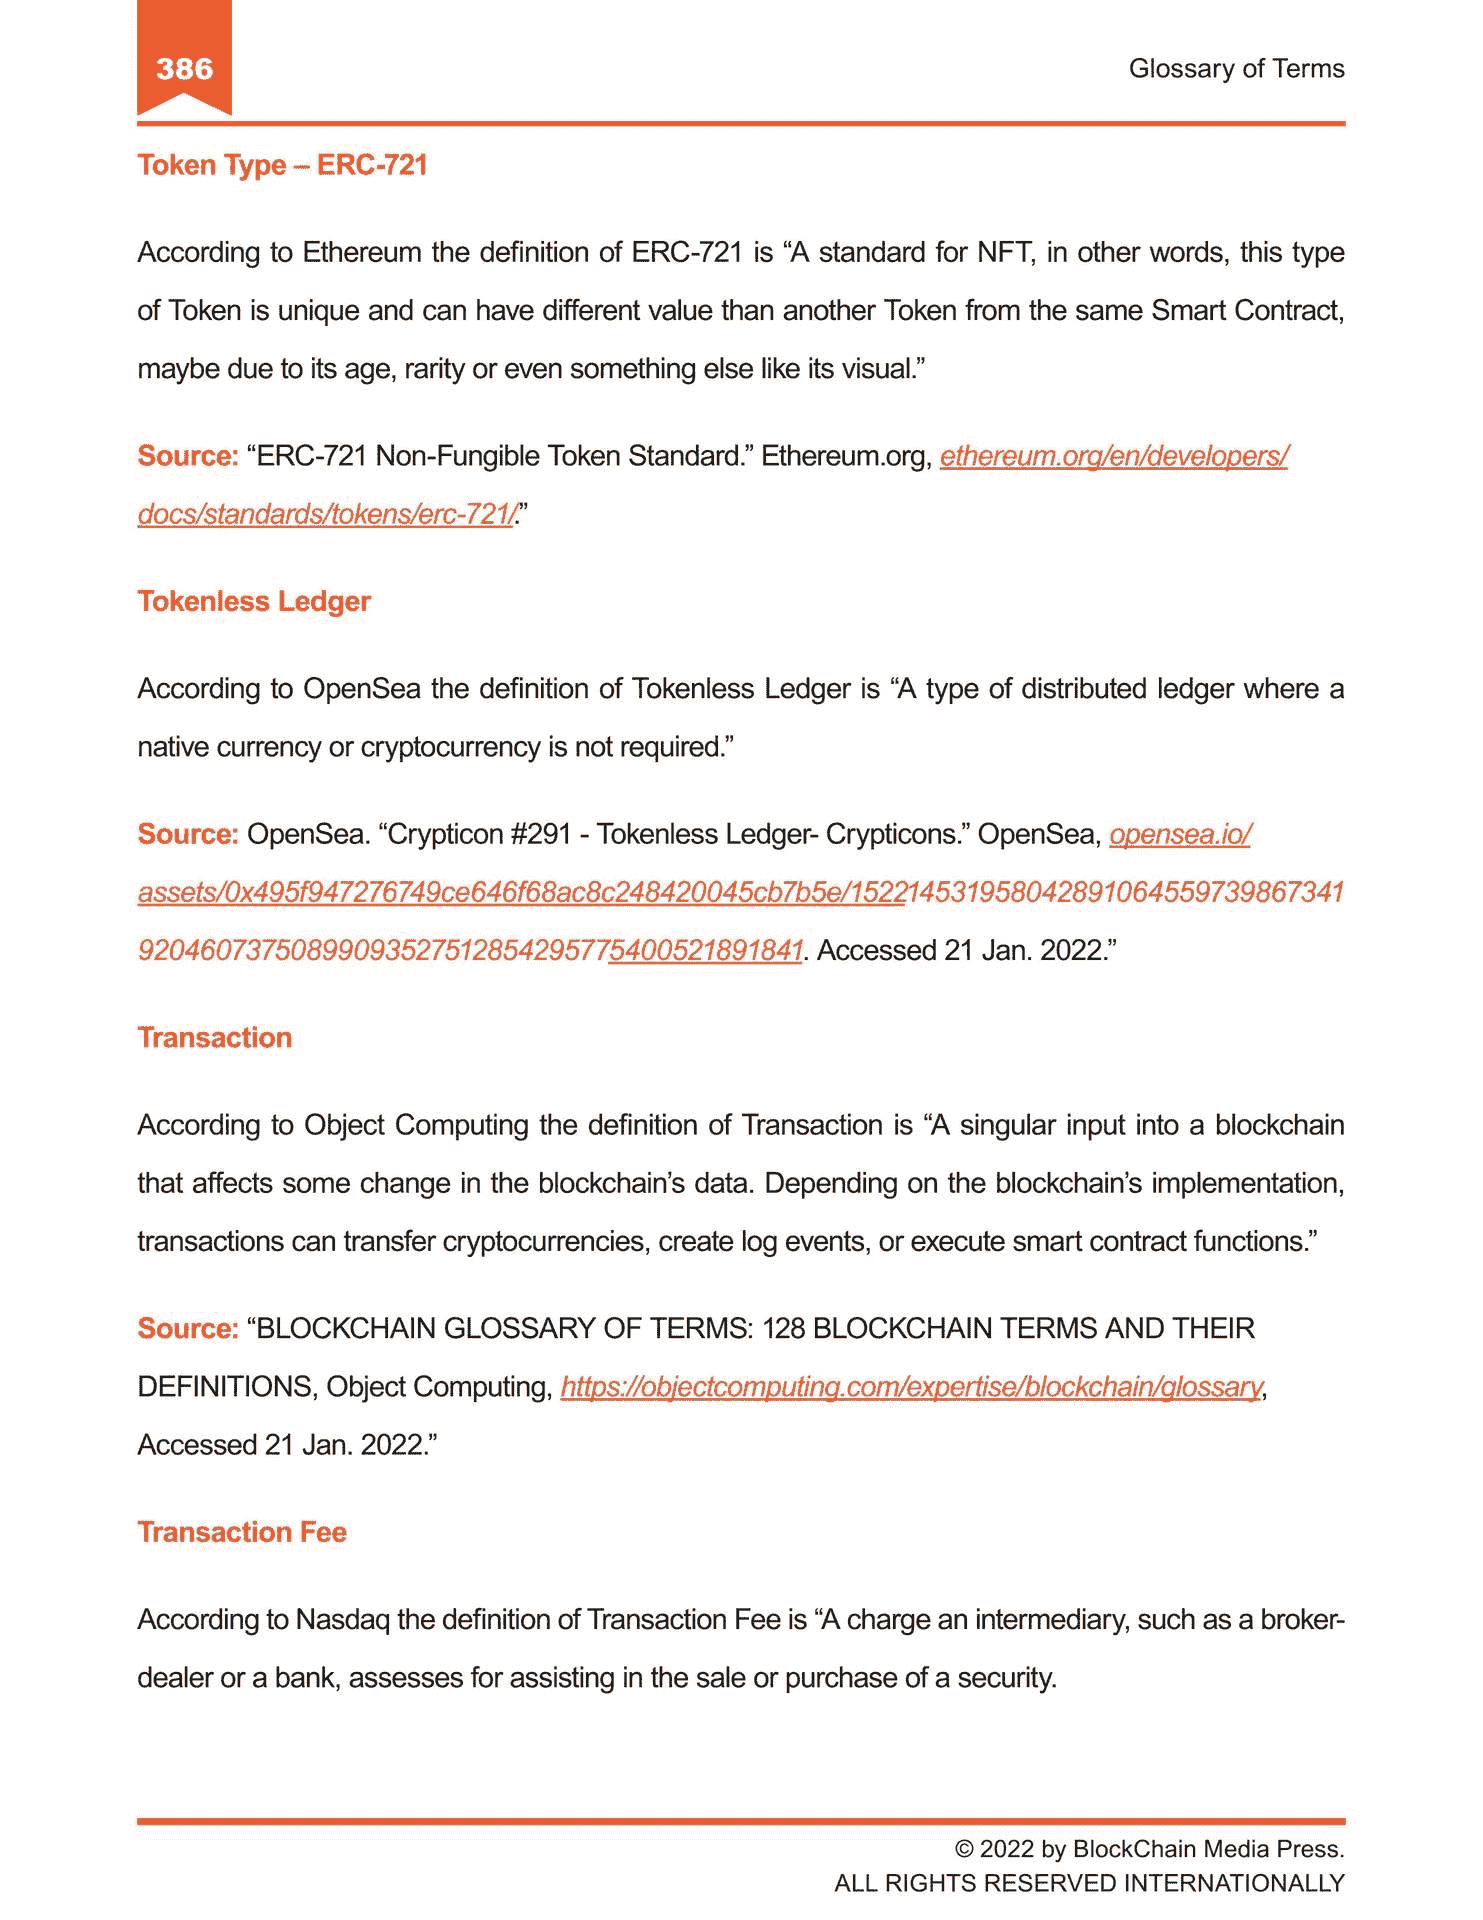 386
Glossary of Terms
Token Type – ERC-721
According to Ethereum the definition of ERC-721 is “A standard for NFT, in other words, this type
of Token is unique and can have different value than another Token from the same Smart Contract,
maybe due to its age, rarity or even something else like its visual.”
Source: “ERC-721 Non-Fungible Token Standard.” Ethereum.org, ethereum.org/en/developers/
docs/standards/tokens/erc-721/.”
Tokenless Ledger
According to OpenSea the definition of Tokenless Ledger is “A type of distributed ledger where a
native currency or cryptocurrency is not required.”
Source: OpenSea. “Crypticon #291 - Tokenless Ledger- Crypticons.” OpenSea, opensea.io/
assets/0x495f947276749ce646f68ac8c248420045cb7b5e/15221453195804289106455973986734​1
92046073750899093527512854295775400521891841. Accessed 21 Jan. 2022.”
Transaction
According to Object Computing the definition of Transaction is “A singular input into a blockchain
that affects some change in the blockchain’s data. Depending on the blockchain’s implementation,
transactions can transfer cryptocurrencies, create log events, or execute smart contract functions.”
Source: “BLOCKCHAIN GLOSSARY OF TERMS: 128 BLOCKCHAIN TERMS AND THEIR
DEFINITIONS, Object Computing, https://objectcomputing.com/expertise/blockchain/glossary,
Accessed 21 Jan. 2022.”
Transaction Fee
According to Nasdaq the definition of Transaction Fee is “A charge an intermediary, such as a broker-
dealer or a bank, assesses for assisting in the sale or purchase of a security.
© 2022 by BlockChain Media Press.
ALL RIGHTS RESERVED INTERNATIONALLY